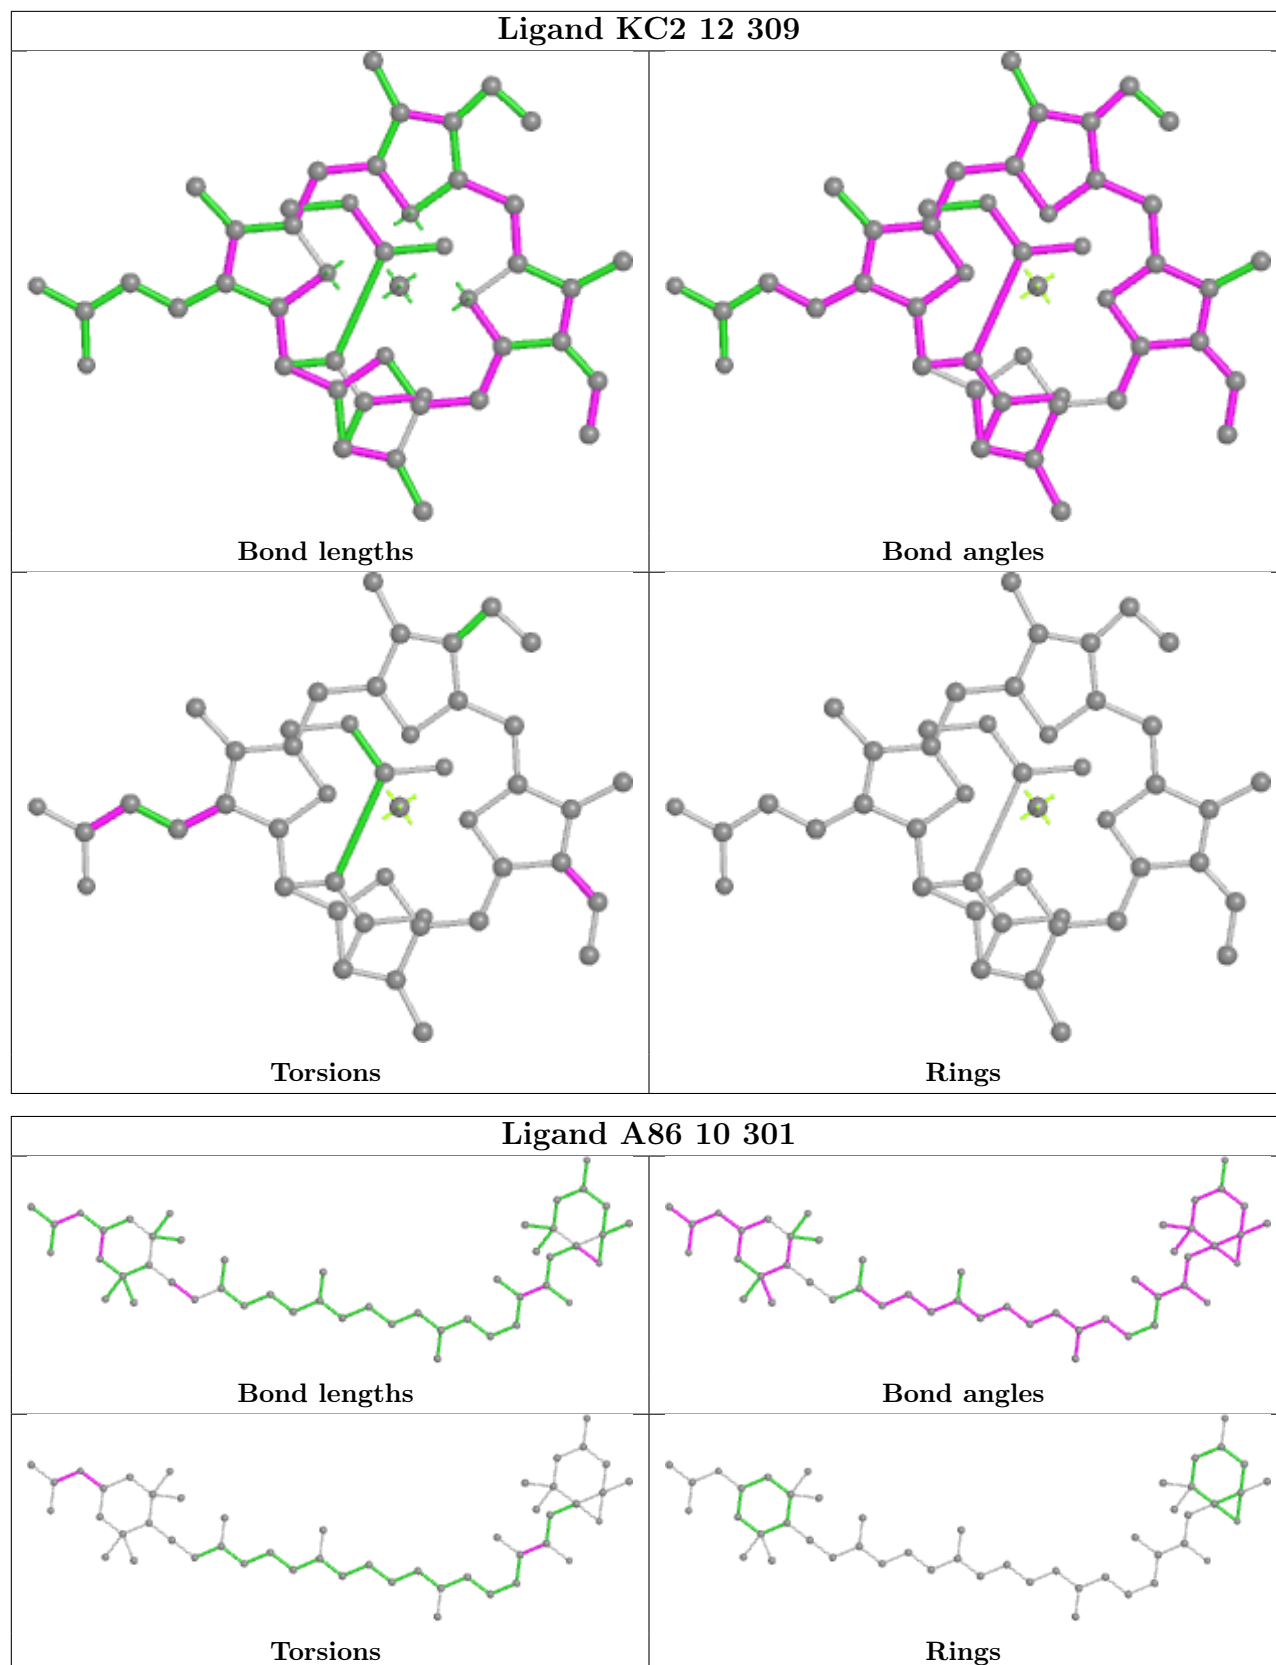 Ligand KC2 12 309
Bond lengths
Bond angles
Torsions
Rings
Ligand A86 10 301
Bond lengths
Bond angles
Torsions
Rings